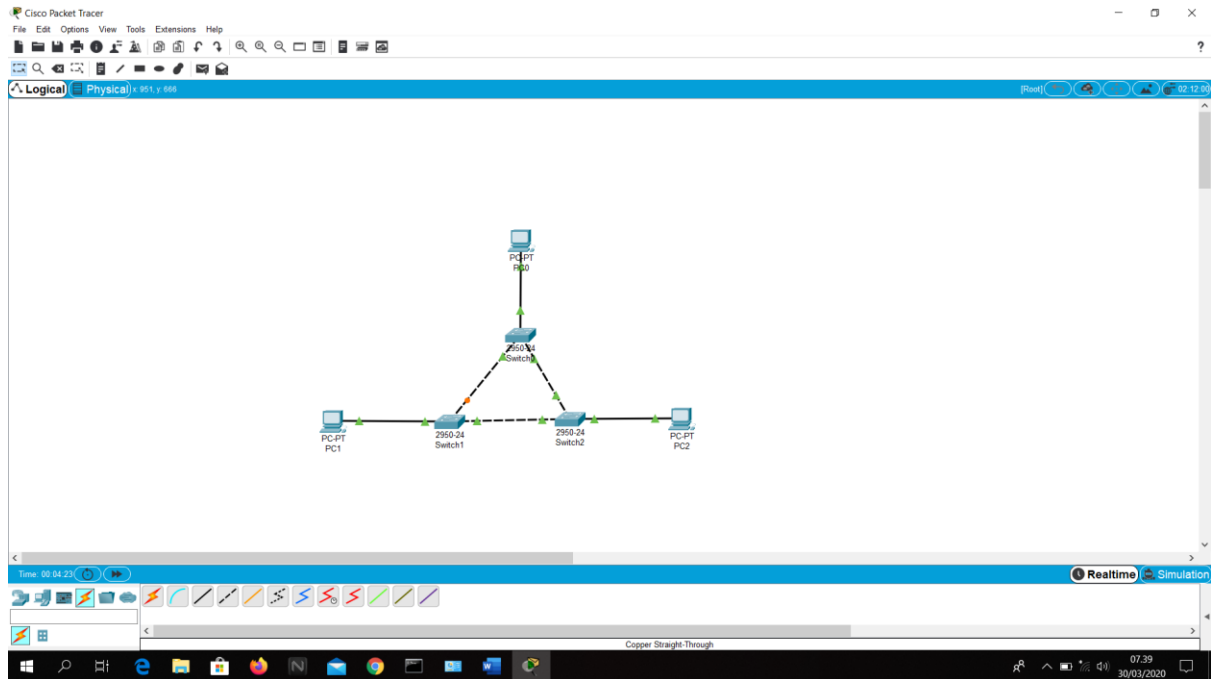 Cisco Packet Tracer
File Edit Options View Tools Extensions Help
?
Logical Physical x: 951, y: 666 [Root] 02:12:00
PC-PT
PC0
2950-24
Switch0
PC-PT
PC1
2950-24
Switch1
2950-24
Switch2
PC-PT
PC2
Time: 00:04:23 Realtime Simulation
Copper Straight-Through
07.39
30/03/2020